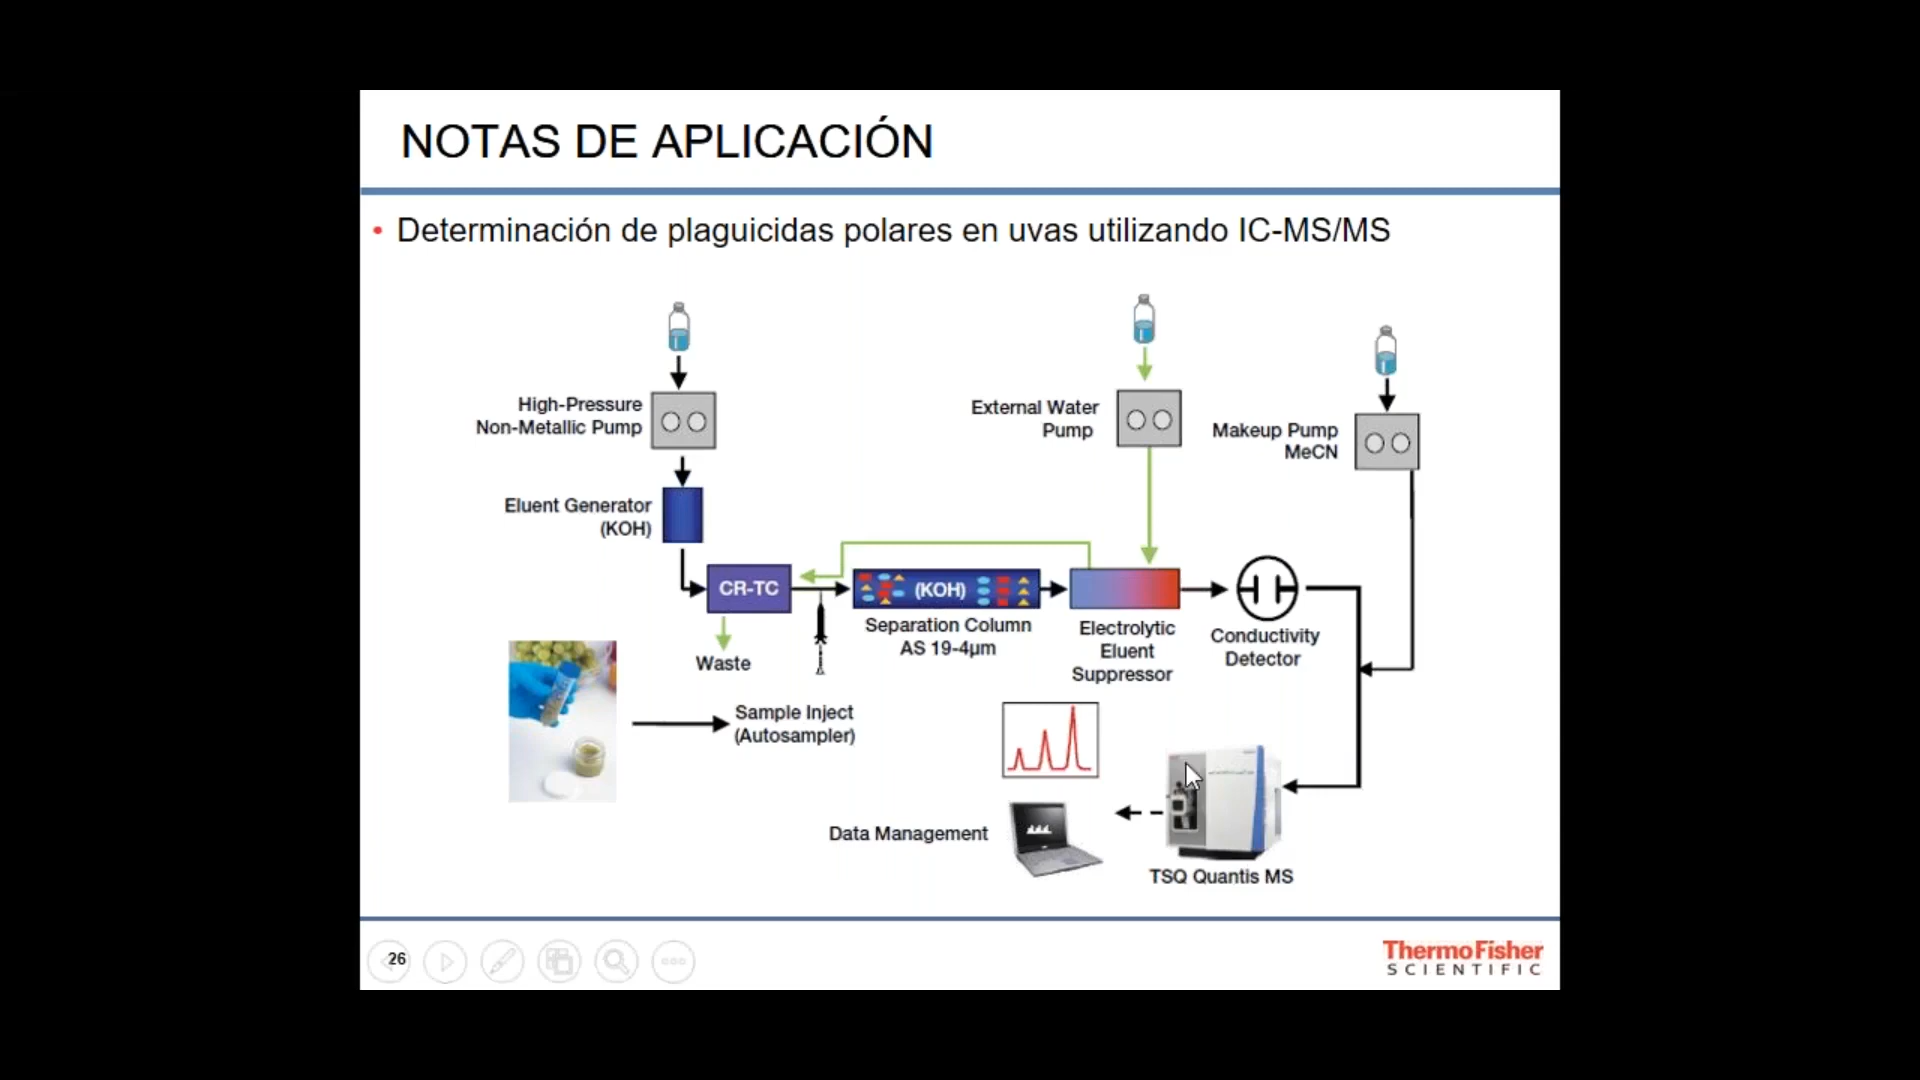 NOTAS DE APLICACIÓN
• Determinación de plaguicidas polares en uvas utilizando IC-MS/MS
High-Pressure
Non-Metallic Pump
External Water
Pump
Makeup Pump
MeCN
Eluent Generator
(KOH)
CR-TC
(KOH)
Separation Column
AS 19-4µm
Electrolytic
Eluent
Suppressor
Conductivity
Detector
Waste
Sample Inject
(Autosampler)
Data Management
TSQ Quantis MS
26
ThermoFisher
SCIENTIFIC